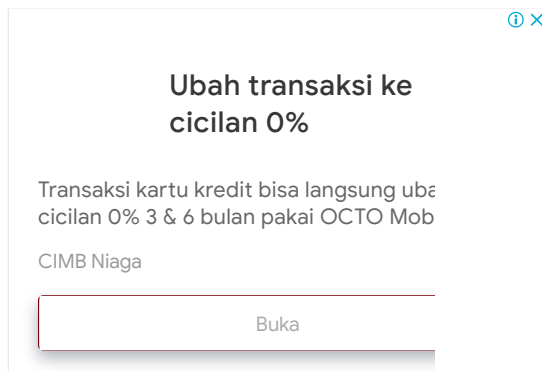 Ubah transaksi ke
cicilan 0%
Transaksi kartu kredit bisa langsung
cicilan 0% 3 & 6 bulan pakai OCTO Mob
CIMB Niaga
Buka